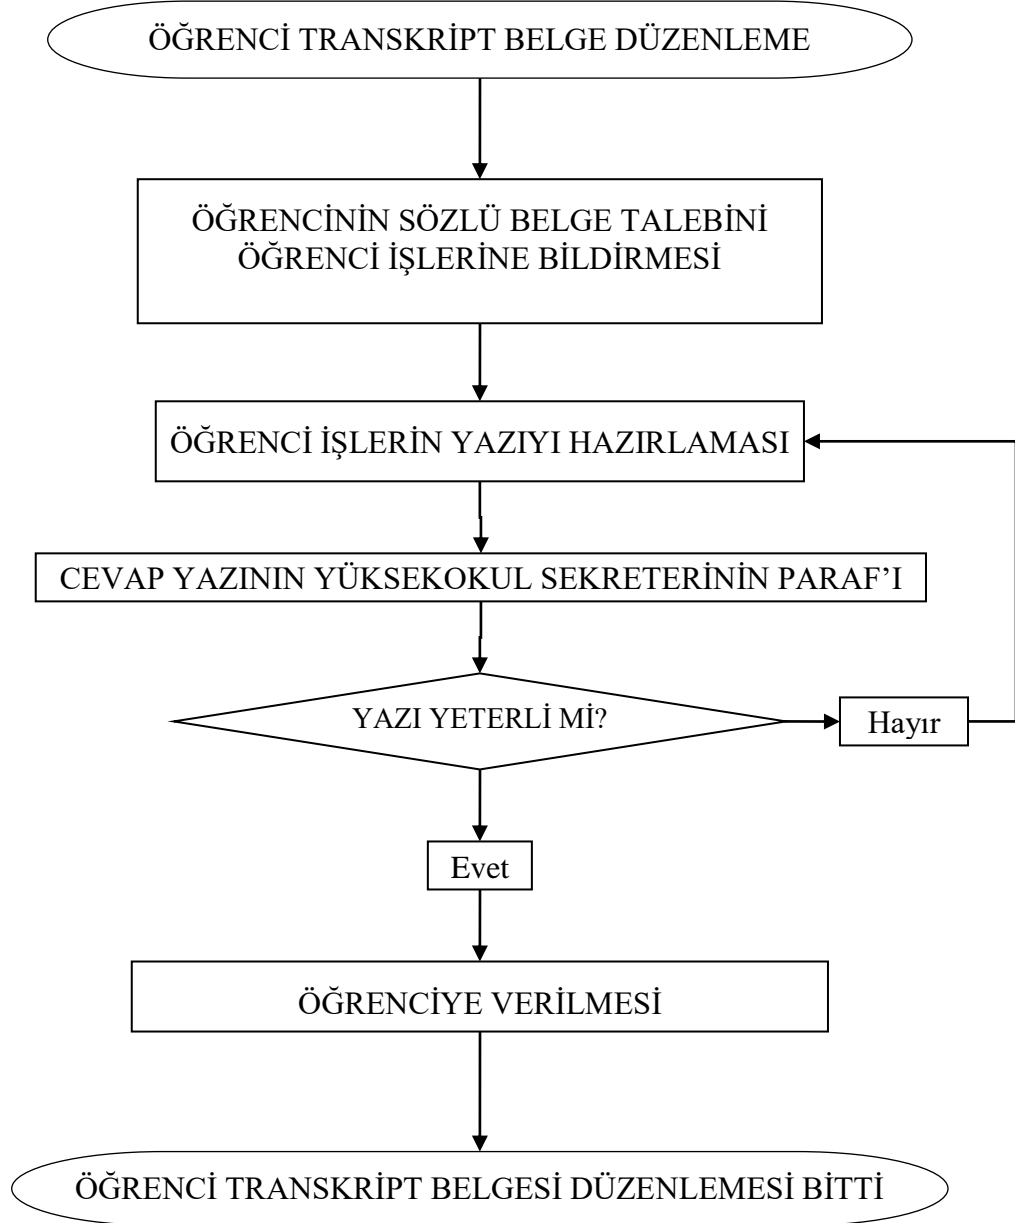 ÖĞRENCİ TRANSKRİPT BELGE DÜZENLEME
ÖĞRENCİNİN SÖZLÜ BELGE TALEBİNİ
ÖĞRENCİ İŞLERİNE BİLDİRMESİ
ÖĞRENCİ İŞLERİN YAZIYI HAZIRLAMASI
CEVAP YAZININ YÜKSEKOKUL SEKRETERİNİN PARAF’I
YAZI YETERLİ Mİ?
Hayır
Evet
ÖĞRENCİYE VERİLMESİ
ÖĞRENCİ TRANSKRİPT BELGESİ DÜZENLEMESİ BİTTİ